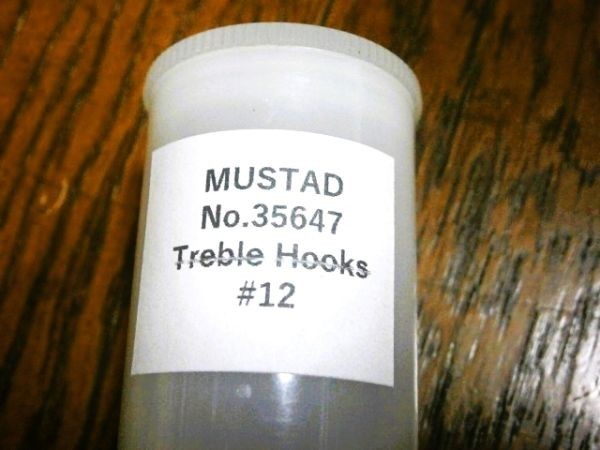 MUSTAD
No.35647
Treble Hooks
#12